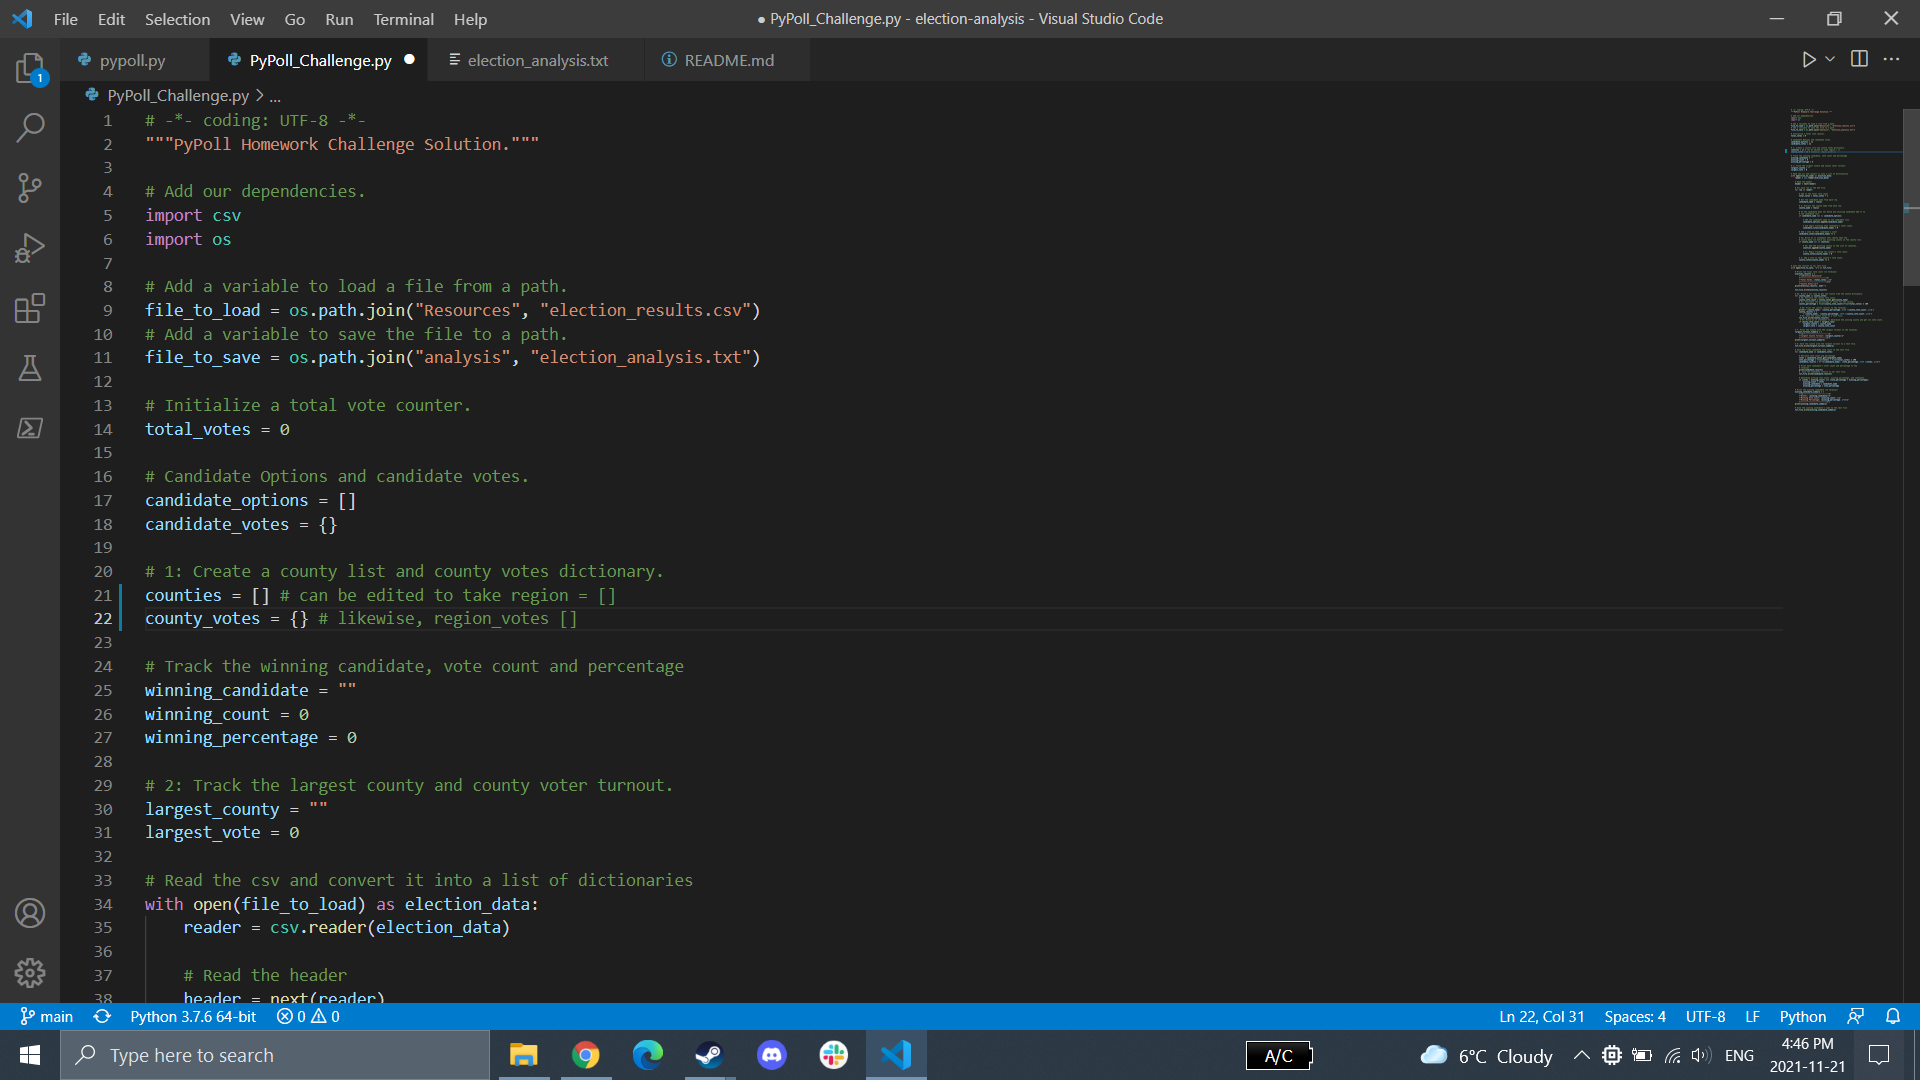 File Edit Selection View Go Run Terminal Help
● PyPoll_Challenge.py - election-analysis - Visual Studio Code
pypoll.py
PyPoll_Challenge.py
election_analysis.txt
README.md
1
PyPoll_Challenge.py > ...
1 # -*- coding: UTF-8 -*-
2 """PyPoll Homework Challenge Solution."""
3
4 # Add our dependencies.
5 import csv
6 import os
7
8 # Add a variable to load a file from a path.
9 file_to_load = os.path.join("Resources", "election_results.csv")
10 # Add a variable to save the file to a path.
11 file_to_save = os.path.join("analysis", "election_analysis.txt")
12
13 # Initialize a total vote counter.
14 total_votes = 0
15
16 # Candidate Options and candidate votes.
17 candidate_options = []
18 candidate_votes = {}
19
20 # 1: Create a county list and county votes dictionary.
21 counties = [] # can be edited to take region = []
22 county_votes = {} # likewise, region_votes []
23
24 # Track the winning candidate, vote count and percentage
25 winning_candidate = ""
26 winning_count = 0
27 winning_percentage = 0
28
29 # 2: Track the largest county and county voter turnout.
30 largest_county = ""
31 largest_vote = 0
32
33 # Read the csv and convert it into a list of dictionaries
34 with open(file_to_load) as election_data:
35 reader = csv.reader(election_data)
36
37 # Read the header
38 header = next(reader)
main Python 3.7.6 64-bit 0 0 Ln 22, Col 31 Spaces: 4 UTF-8 LF Python
Type here to search
A/C
6°C Cloudy
ENG
4:46 PM
2021-11-21